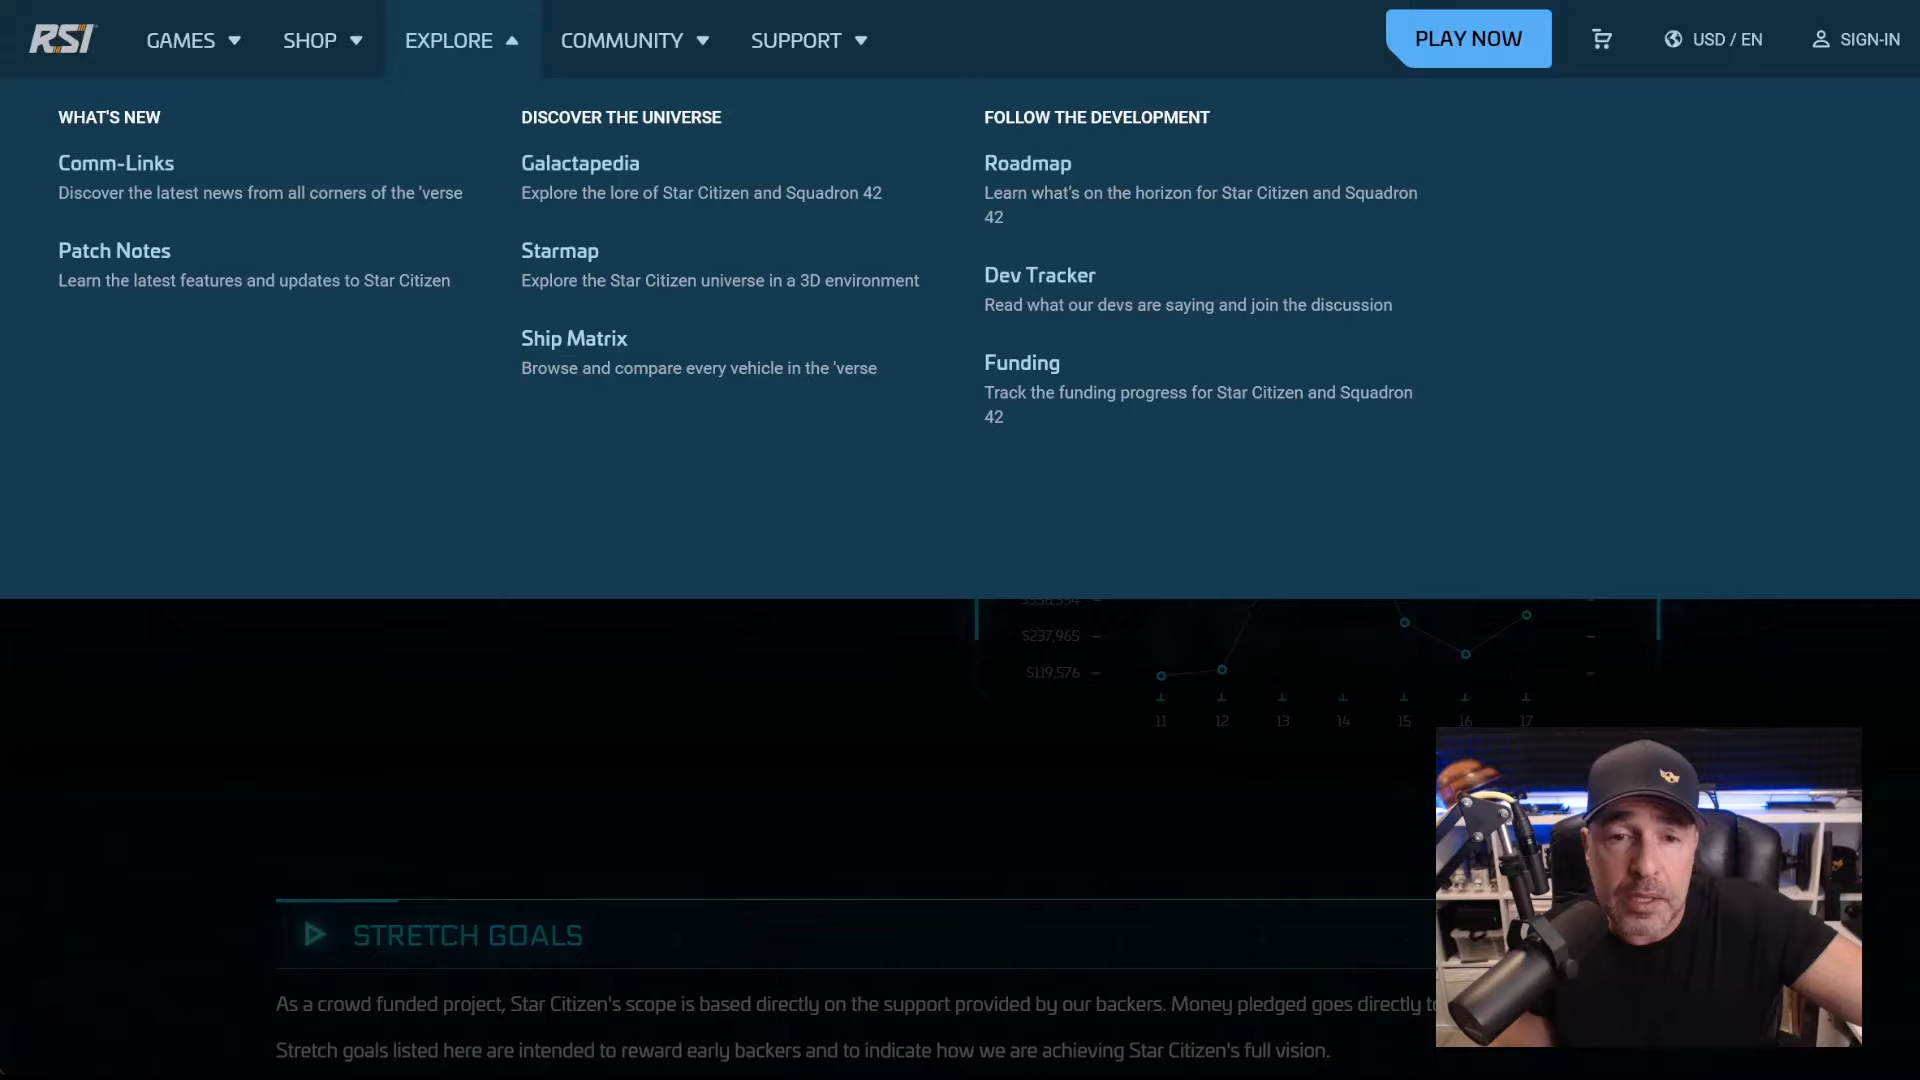 RSI
GAMES
SHOP
EXPLORE
COMMUNITY
SUPPORT
PLAY NOW
USD / EN
SIGN-IN
WHAT'S NEW
Comm-Links
Discover the latest news from all corners of the 'verse
Patch Notes
Learn the latest features and updates to Star Citizen
DISCOVER THE UNIVERSE
Galactapedia
Explore the lore of Star Citizen and Squadron 42
Starmap
Explore the Star Citizen universe in a 3D environment
Ship Matrix
Browse and compare every vehicle in the 'verse
FOLLOW THE DEVELOPMENT
Roadmap
Learn what's on the horizon for Star Citizen and Squadron
42
Dev Tracker
Read what our devs are saying and join the discussion
Funding
Track the funding progress for Star Citizen and Squadron
42
$237,965
$119,576
11 12 13 14 15 16 17
STRETCH GOALS
As a crowd funded project, Star Citizen's scope is based directly on the support provided by our backers. Money pledged goes directly
Stretch goals listed here are intended to reward early backers and to indicate how we are achieving Star Citizen's full vision.